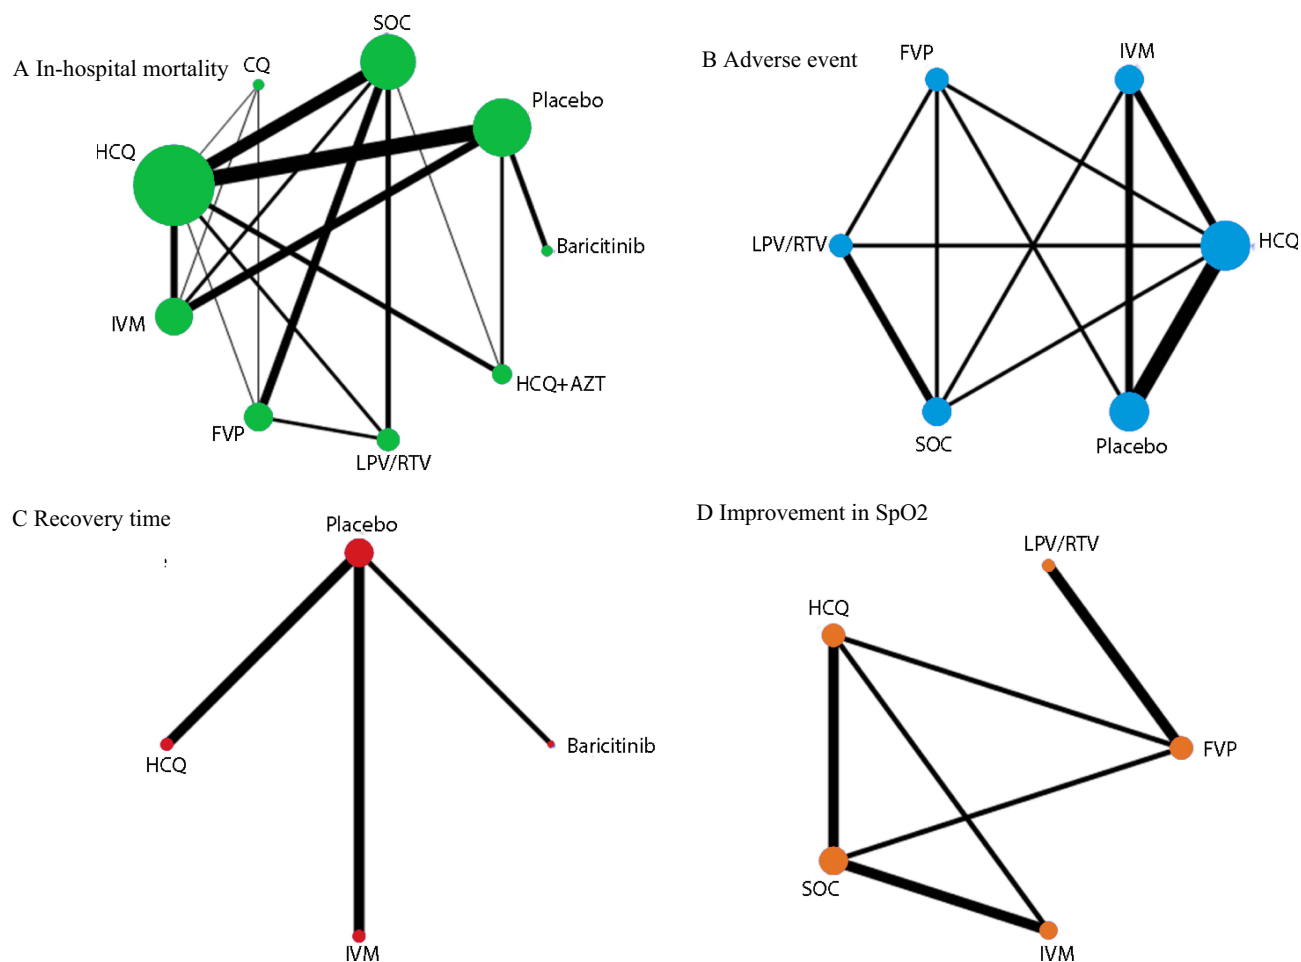 A In-hospital mortality
SOC
CQ
Placebo
HCQ
Baricitinib
IVM
HCQ+AZT
FVP
LPV/RTV
B Adverse event
FVP
IVM
LPV/RTV
HCQ
SOC
Placebo
C Recovery time
Placebo
HCQ
Baricitinib
IVM
D Improvement in SpO2
LPV/RTV
HCQ
FVP
SOC
IVM